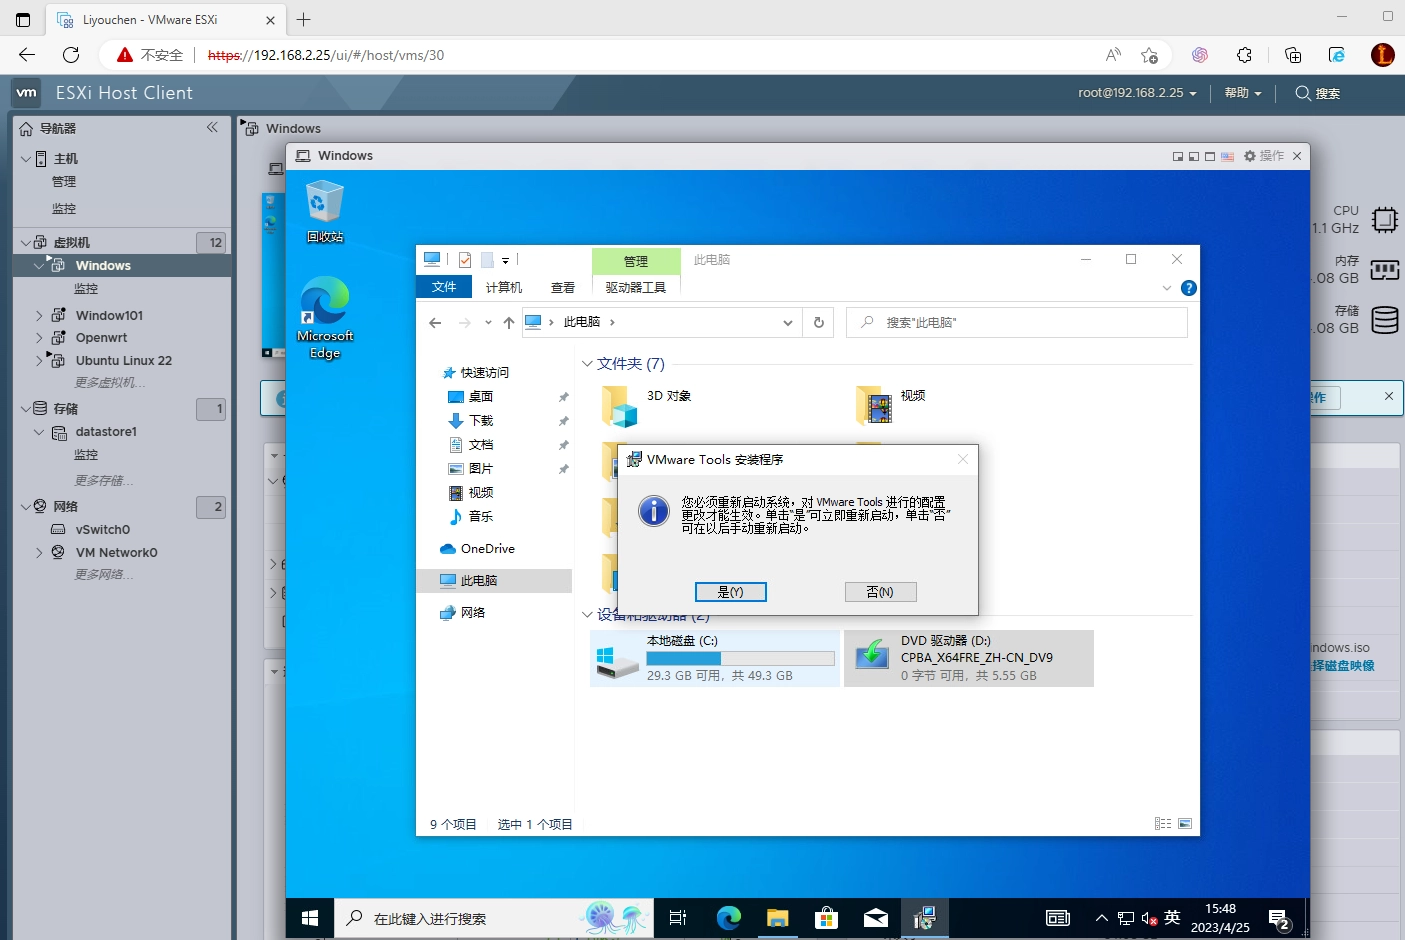 Liyouchen - VMware ESXi
不安全
https://192.168.2.25/ui/#/host/vms/30
vm
ESXi Host Client
root@192.168.2.25
帮助
搜索
导航器
Windows
主机
管理
监控
虚拟机
12
Windows
监控
Window101
Openwrt
Ubuntu Linux 22
更多虚拟机...
存储
1
datastore1
监控
更多存储...
网络
2
vSwitch0
VM Network0
更多网络...
Windows
操作
回收站
Microsoft
Edge
管理
此电脑
文件
计算机
查看
驱动器工具
此电脑
搜索"此电脑"
快速访问
桌面
下载
文档
图片
视频
音乐
OneDrive
此电脑
网络
文件夹 (7)
3D 对象
视频
VMware Tools 安装程序
您必须重新启动系统，对 VMware Tools 进行的配置
更改才能生效。单击“是”可立即重新启动，单击“否”
可在以后手动重新启动。
是(Y)
否(N)
设备和驱动器 (2)
本地磁盘 (C:)
29.3 GB 可用，共 49.3 GB
DVD 驱动器 (D:)
CPBA_X64FRE_ZH-CN_DV9
0 字节 可用，共 5.55 GB
9 个项目
选中 1 个项目
在此键入进行搜索
英
15:48
2023/4/25
2
CPU
1.1 GHz
内存
.08 GB
存储
.08 GB
作
ndows.iso
择磁盘映像